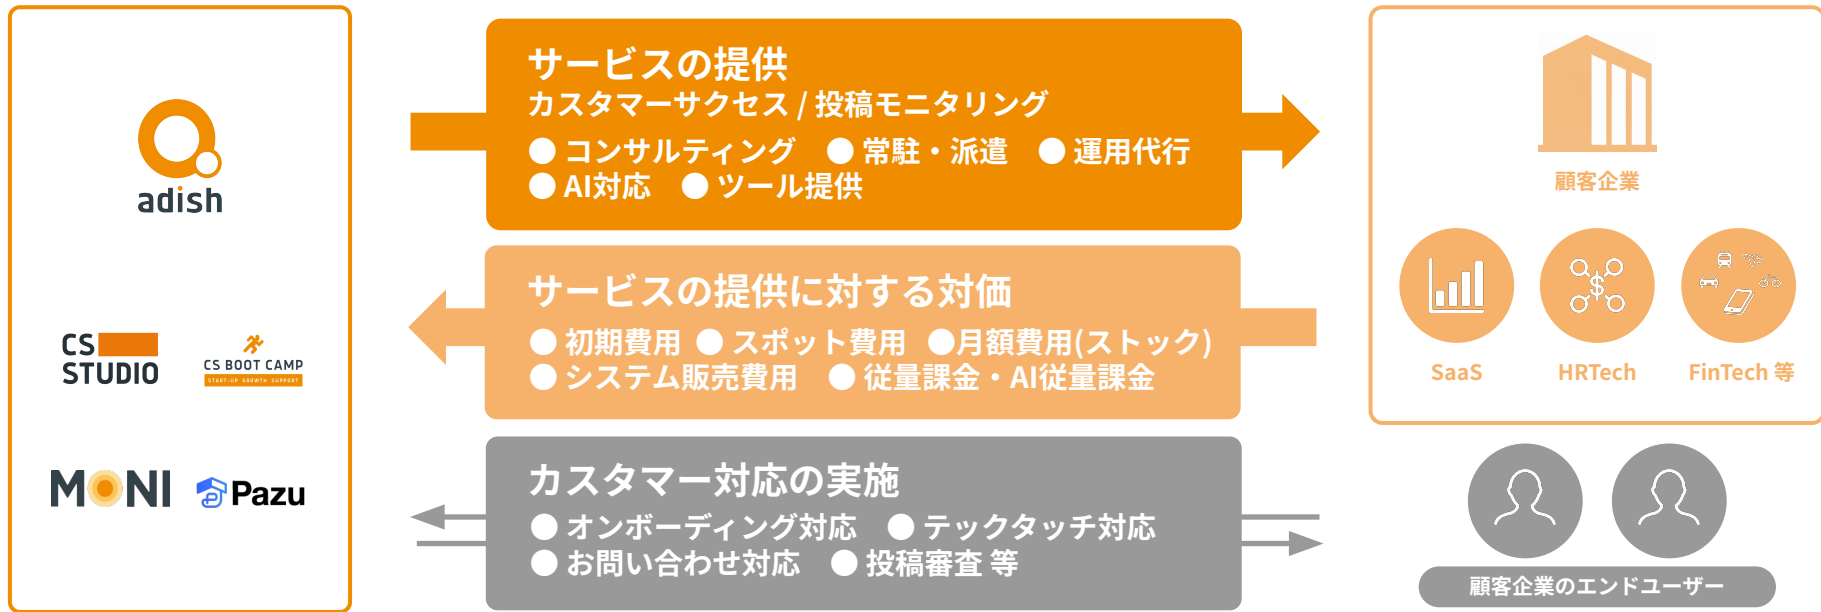 adish
CS
STUDIO
CS BOOT CAMP
START-UP GROWTH SUPPORT
MONI
Pazu
サービスの提供
カスタマーサクセス / 投稿モニタリング
● コンサルティング ● 常駐・派遣 ● 運用代行
● AI対応 ● ツール提供
サービスの提供に対する対価
● 初期費用 ● スポット費用 ●月額費用(ストック)
● システム販売費用 ● 従量課金・AI従量課金
カスタマー対応の実施
● オンボーディング対応 ● テックタッチ対応
● お問い合わせ対応 ● 投稿審査 等
顧客企業
$
SaaS
HRTech
FinTech 等
顧客企業のエンドユーザー